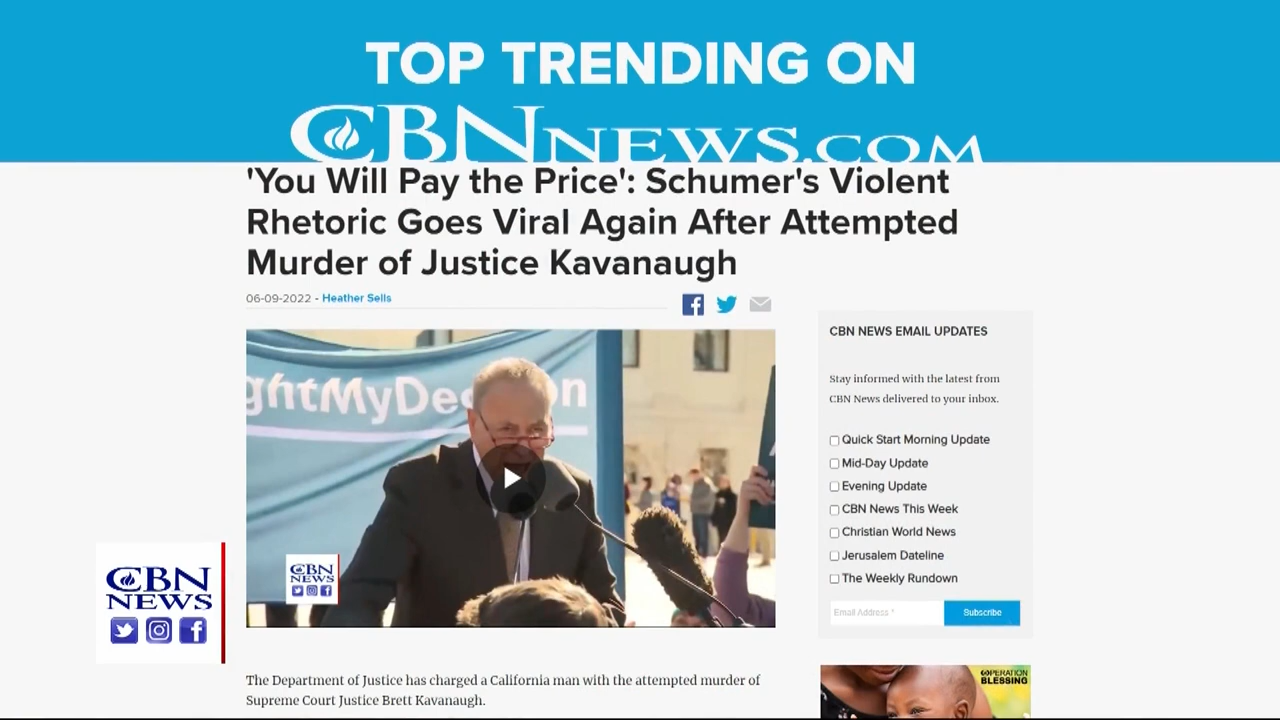 TOP TRENDING ON
CBNNEWS.COM
'You Will Pay the Price': Schumer's Violent
Rhetoric Goes Viral Again After Attempted
Murder of Justice Kavanaugh
06-09-2022 - Heather Sells
CBN NEWS EMAIL UPDATES
Stay informed with the latest from
CBN News delivered to your inbox.
Quick Start Morning Update
Mid-Day Update
Evening Update
CBN News This Week
Christian World News
Jerusalem Dateline
The Weekly Rundown
Email Address *
Subscribe
ghtMyDec n
CBN
NEWS
CBN
NEWS
The Department of Justice has charged a California man with the attempted murder of
Supreme Court Justice Brett Kavanaugh.
OPERATION
BLESSING